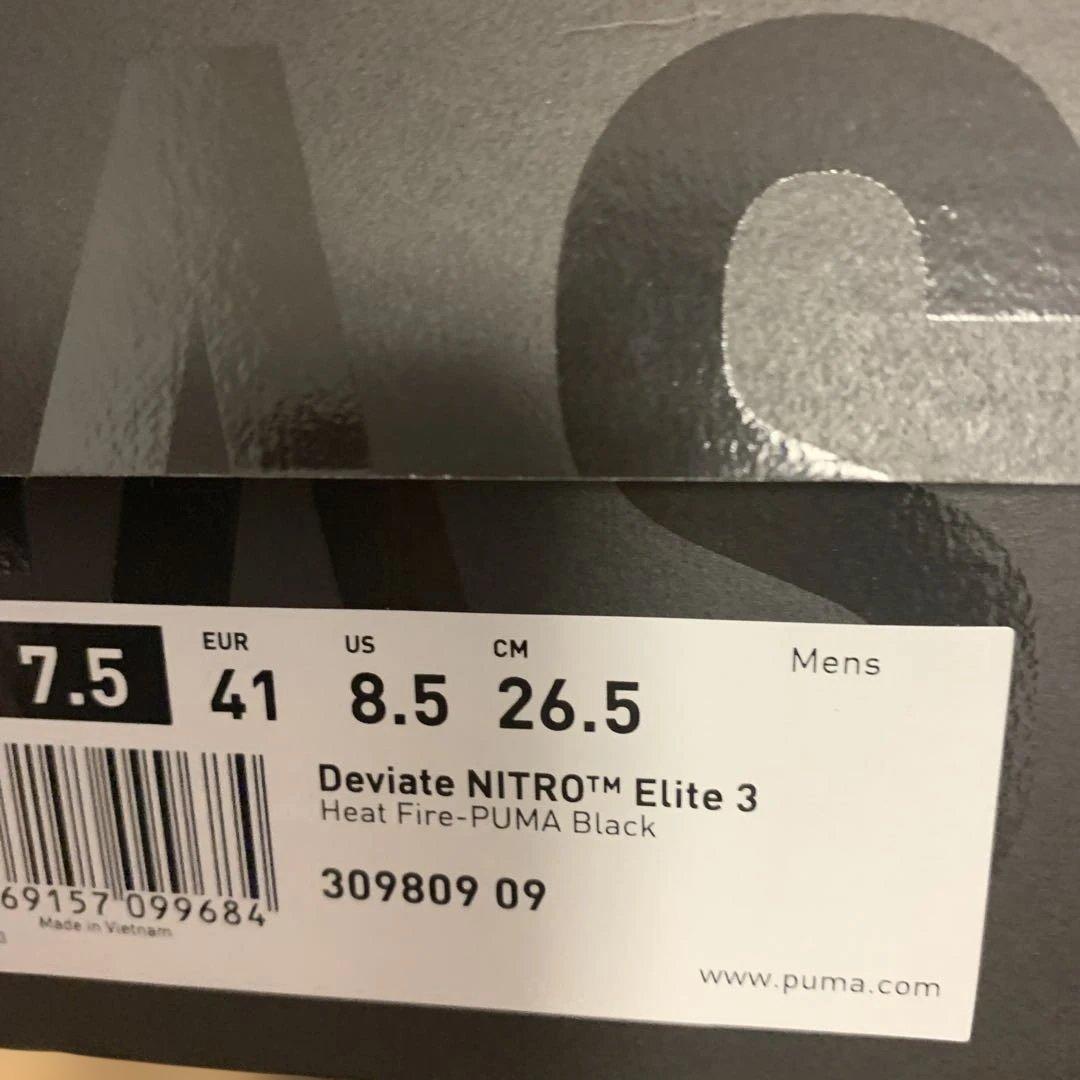 AS
EUR US CM Mens
7.5 41 8.5 26.5
Deviate NITRO™ Elite 3
Heat Fire-PUMA Black
309809 09
69157 099684
Made in Vietnam
www.puma.com